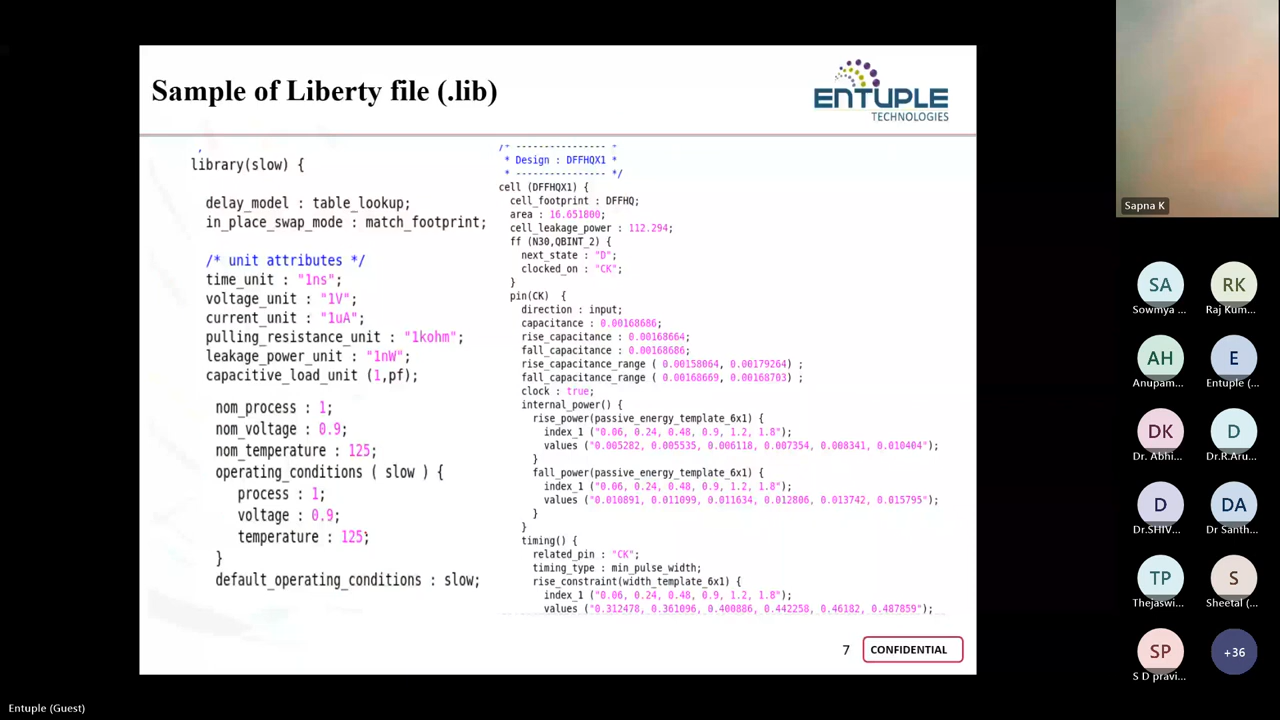 Sample of Liberty file (.lib)
ENTUPLE
TECHNOLOGIES
library(slow) {
delay_model : table_lookup;
in_place_swap_mode : match_footprint;
/* unit attributes */
time_unit : "1ns";
voltage_unit : "1V";
current_unit : "1uA";
pulling_resistance_unit : "1kohm";
leakage_power_unit : "1nW";
capacitive_load_unit (1,pf);
nom_process : 1;
nom_voltage : 0.9;
nom_temperature : 125;
operating_conditions ( slow ) {
process : 1;
voltage : 0.9;
temperature : 125;
}
default_operating_conditions : slow;
/* ---------------- *
* Design : DFFHQX1 *
* ---------------- */
cell (DFFHQX1) {
cell_footprint : DFFHQ;
area : 16.651800;
cell_leakage_power : 112.294;
ff (N30,QBINT_2) {
next_state : "D";
clocked_on : "CK";
}
pin(CK) {
direction : input;
capacitance : 0.00168686;
rise_capacitance : 0.00168664;
fall_capacitance : 0.00168686;
rise_capacitance_range ( 0.00158064, 0.00179264) ;
fall_capacitance_range ( 0.00168669, 0.00168703) ;
clock : true;
internal_power() {
rise_power(passive_energy_template_6x1) {
index_1 ("0.06, 0.24, 0.48, 0.9, 1.2, 1.8");
values ("0.005282, 0.005535, 0.006118, 0.007354, 0.008341, 0.010404");
}
fall_power(passive_energy_template_6x1) {
index_1 ("0.06, 0.24, 0.48, 0.9, 1.2, 1.8");
values ("0.010891, 0.011099, 0.011634, 0.012806, 0.013742, 0.015795");
}
}
timing() {
related_pin : "CK";
timing_type : min_pulse_width;
rise_constraint(width_template_6x1) {
index_1 ("0.06, 0.24, 0.48, 0.9, 1.2, 1.8");
values ("0.312478, 0.361096, 0.400886, 0.442258, 0.46182, 0.487859");
7
CONFIDENTIAL
Sapna K
SA
Sowmya ...
RK
Raj Kum...
AH
Anupam...
E
Entuple (...
DK
Dr. Abhi...
D
Dr.R.Aru...
D
Dr.SHIV...
DA
Dr Santh...
TP
Thejaswi...
S
Sheetal (...
SP
S D pravi...
+36
Entuple (Guest)